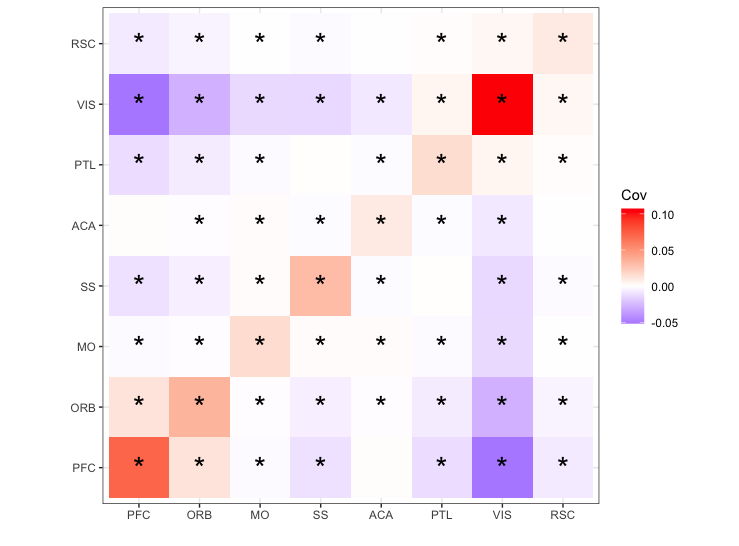 RSC * * * * * * *
VIS * * * * * * * *
PTL * * * * * * *
ACA * * * * * * 
SS * * * * * * *
MO * * * * * * * *
ORB * * * * * * * *
PFC * * * * * * *
PFC ORB MO SS ACA PTL VIS RSC
Cov
0.10
0.05
0.00
-0.05